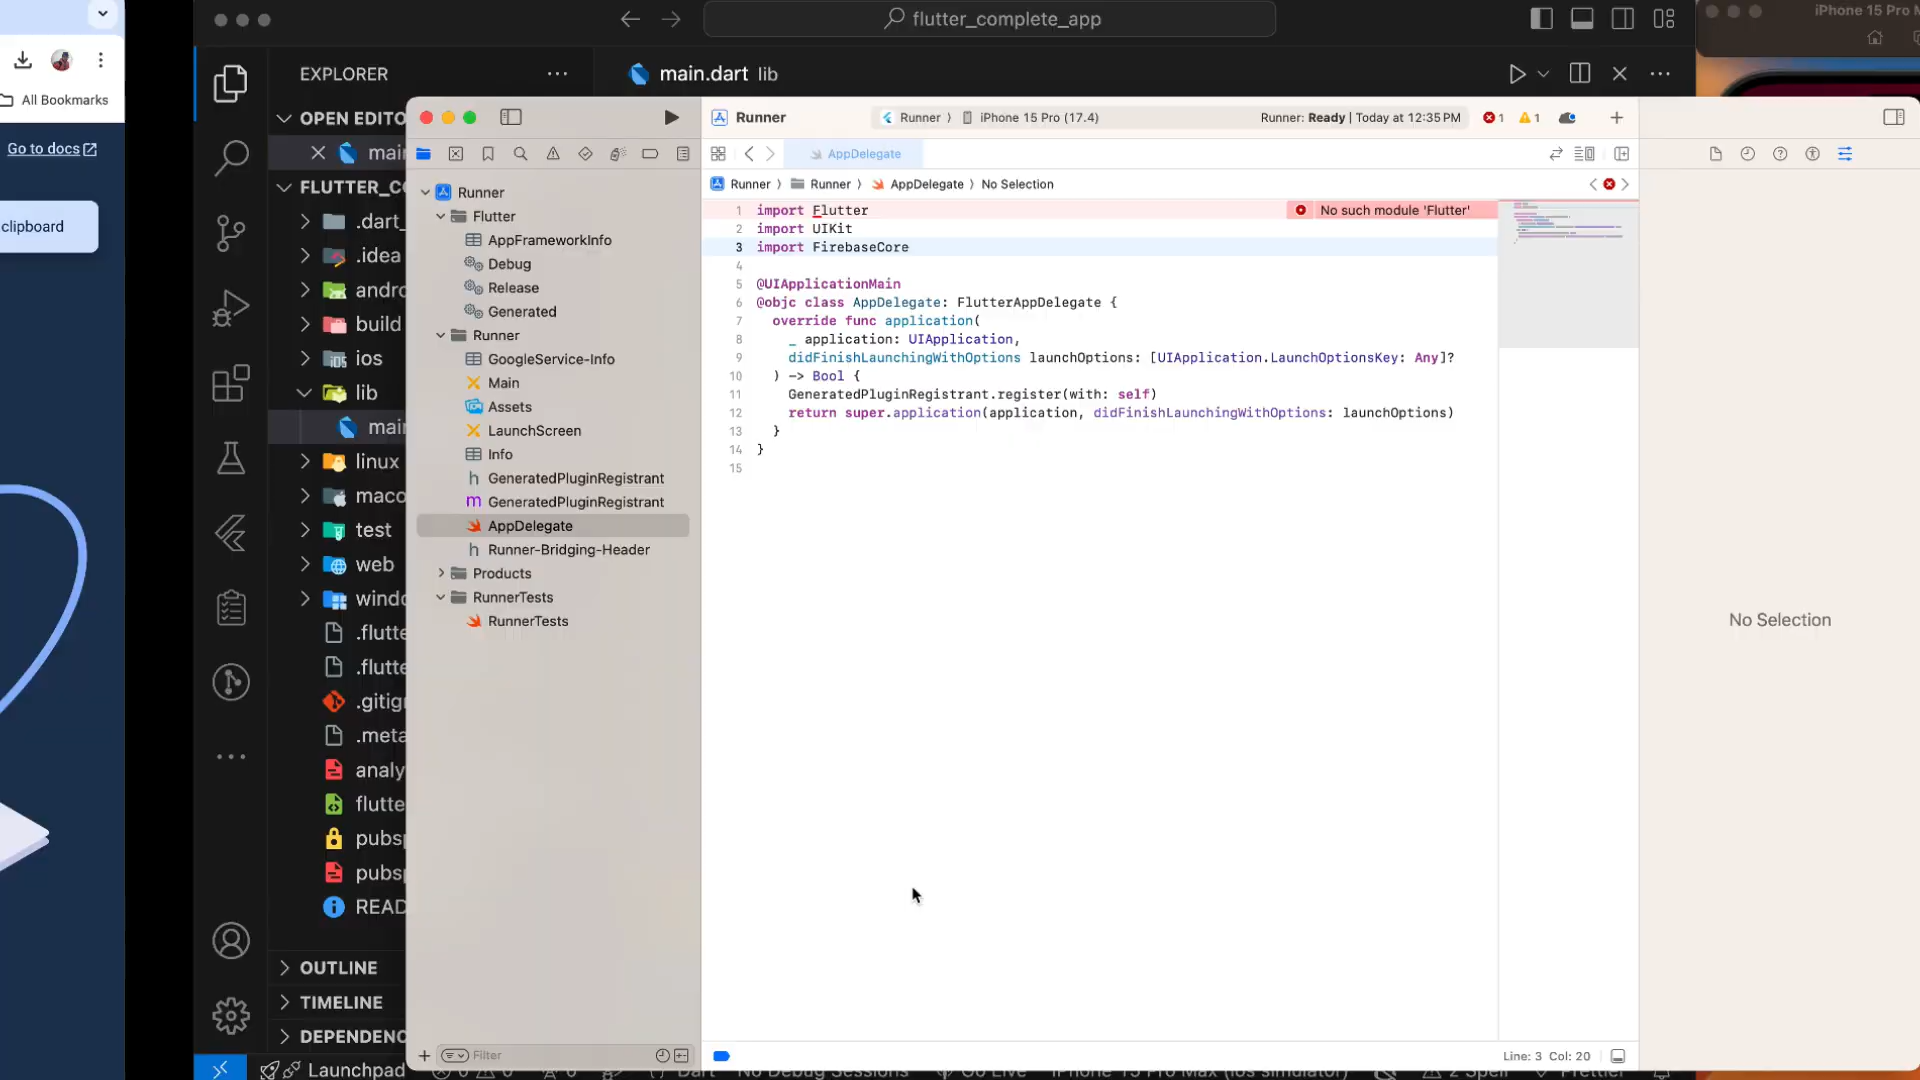 All Bookmarks
Go to docs
clipboard
flutter_complete_app
iPhone 15 Pro M
EXPLORER
main.dart lib
OPEN EDITO
mai
FLUTTER_C
.dart_
.idea
andro
build
ios
lib
main
linux
maco
test
web
windo
.flutte
.flutte
.gitign
.meta
analy
flutte
pubs
pubs
READ
OUTLINE
TIMELINE
DEPENDENC
Launchpad
Runner
Runner
iPhone 15 Pro (17.4)
Runner: Ready | Today at 12:35 PM
1
1
AppDelegate
Runner
Runner
AppDelegate
No Selection
Runner
Flutter
AppFrameworkInfo
Debug
Release
Generated
Runner
GoogleService-Info
Main
Assets
LaunchScreen
Info
GeneratedPluginRegistrant
GeneratedPluginRegistrant
AppDelegate
Runner-Bridging-Header
Products
RunnerTests
RunnerTests
Filter
1 import Flutter
No such module 'Flutter'
2 import UIKit
3 import FirebaseCore
4
5 @UIApplicationMain
6 @objc class AppDelegate: FlutterAppDelegate {
7 override func application(
8 _ application: UIApplication,
9 didFinishLaunchingWithOptions launchOptions: [UIApplication.LaunchOptionsKey: Any]?
10 ) -> Bool {
11 GeneratedPluginRegistrant.register(with: self)
12 return super.application(application, didFinishLaunchingWithOptions: launchOptions)
13 }
14 }
15
No Selection
Line: 3 Col: 20